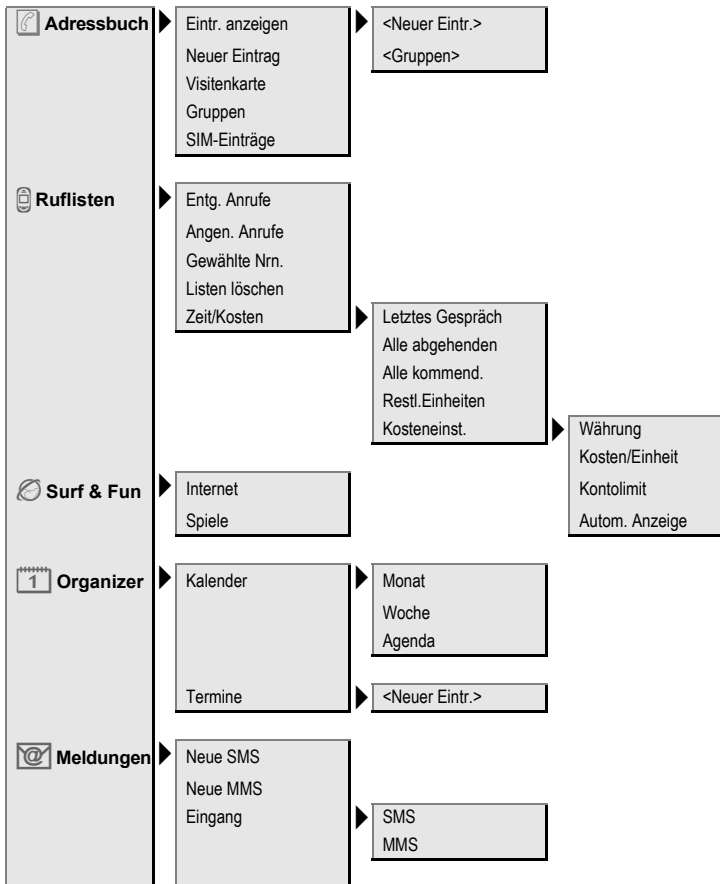 Adressbuch
Eintr. anzeigen
<Neuer Eintr.>
Neuer Eintrag
<Gruppen>
Visitenkarte
Gruppen
SIM-Einträge
Ruflisten
Entg. Anrufe
Angen. Anrufe
Gewählte Nrn.
Listen löschen
Zeit/Kosten
Letztes Gespräch
Alle abgehenden
Alle kommend.
Restl.Einheiten
Kosteneinst.
Währung
Kosten/Einheit
Kontolimit
Autom. Anzeige
Surf & Fun
Internet
Spiele
1 Organizer
Kalender
Monat
Woche
Agenda
Termine
<Neuer Eintr.>
@ Meldungen
Neue SMS
Neue MMS
Eingang
SMS
MMS